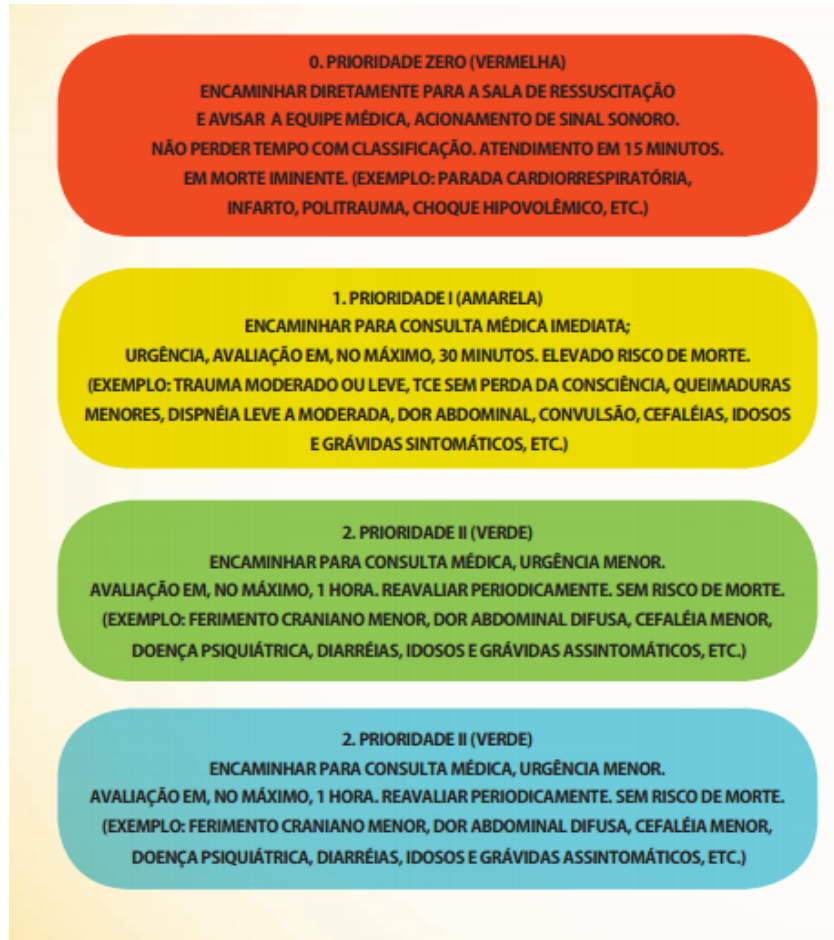 0. PRIORIDADE ZERO (VERMELHA)
ENCAMINHAR DIRETAMENTE PARA A SALA DE RESSUSCITAÇÃO
E AVISAR A EQUIPE MÉDICA, ACIONAMENTO DE SINAL SONORO.
NÃO PERDER TEMPO COM CLASSIFICAÇÃO. ATENDIMENTO EM 15 MINUTOS.
EM MORTE IMINENTE. (EXEMPLO: PARADA CARDIORRESPIRATÓRIA,
INFARTO, POLITRAUMA, CHOQUE HIPOVOLÊMICO, ETC.)
1. PRIORIDADE I (AMARELA)
ENCAMINHAR PARA CONSULTA MÉDICA IMEDIATA;
URGÊNCIA, AVALIAÇÃO EM, NO MÁXIMO, 30 MINUTOS. ELEVADO RISCO DE MORTE.
(EXEMPLO: TRAUMA MODERADO OU LEVE, TCE SEM PERDA DA CONSCIÊNCIA, QUEIMADURAS
MENORES, DISPNÉIA LEVE A MODERADA, DOR ABDOMINAL, CONVULSÃO, CEFALÉIAS, IDOSOS
E GRÁVIDAS SINTOMÁTICOS, ETC.)
2. PRIORIDADE II (VERDE)
ENCAMINHAR PARA CONSULTA MÉDICA, URGÊNCIA MENOR.
AVALIAÇÃO EM, NO MÁXIMO, 1 HORA. REAVALIAR PERIODICAMENTE. SEM RISCO DE MORTE.
(EXEMPLO: FERIMENTO CRANIANO MENOR, DOR ABDOMINAL DIFUSA, CEFALÉIA MENOR,
DOENÇA PSIQUIÁTRICA, DIARRÉIAS, IDOSOS E GRÁVIDAS ASSINTOMÁTICOS, ETC.)
2. PRIORIDADE II (VERDE)
ENCAMINHAR PARA CONSULTA MÉDICA, URGÊNCIA MENOR.
AVALIAÇÃO EM, NO MÁXIMO, 1 HORA. REAVALIAR PERIODICAMENTE. SEM RISCO DE MORTE.
(EXEMPLO: FERIMENTO CRANIANO MENOR, DOR ABDOMINAL DIFUSA, CEFALÉIA MENOR,
DOENÇA PSIQUIÁTRICA, DIARRÉIAS, IDOSOS E GRÁVIDAS ASSINTOMÁTICOS, ETC.)